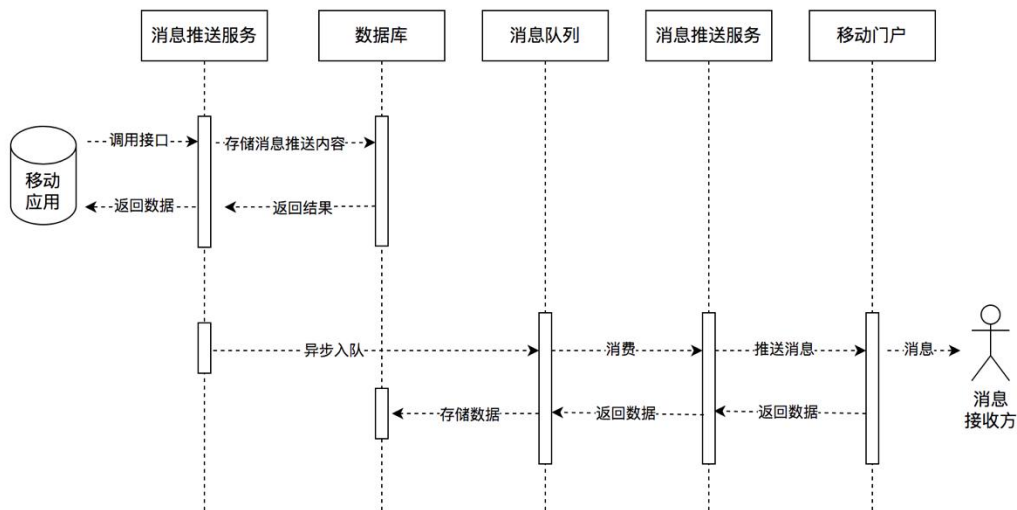 消息推送服务
数据库
消息队列
消息推送服务
移动门户
调用接口
存储消息推送内容
移动
应用
返回数据
返回结果
异步入队
消费
推送消息
消息
消息
接收方
存储数据
返回数据
返回数据